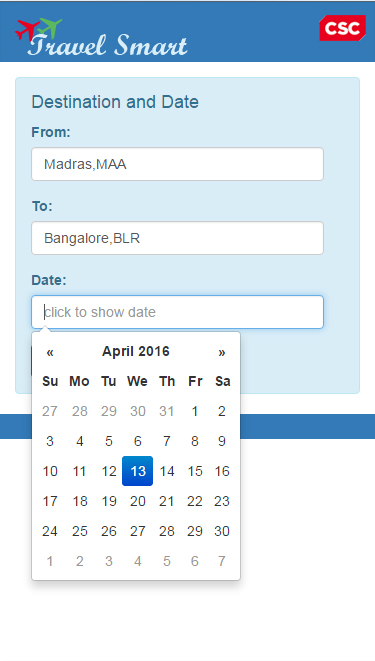 Travel Smart
CSC
Destination and Date
From:
Madras,MAA
To:
Bangalore,BLR
Date:
click to show date
« April 2016 »
Su Mo Tu We Th Fr Sa
27 28 29 30 31 1 2
3 4 5 6 7 8 9
10 11 12 13 14 15 16
17 18 19 20 21 22 23
24 25 26 27 28 29 30
1 2 3 4 5 6 7